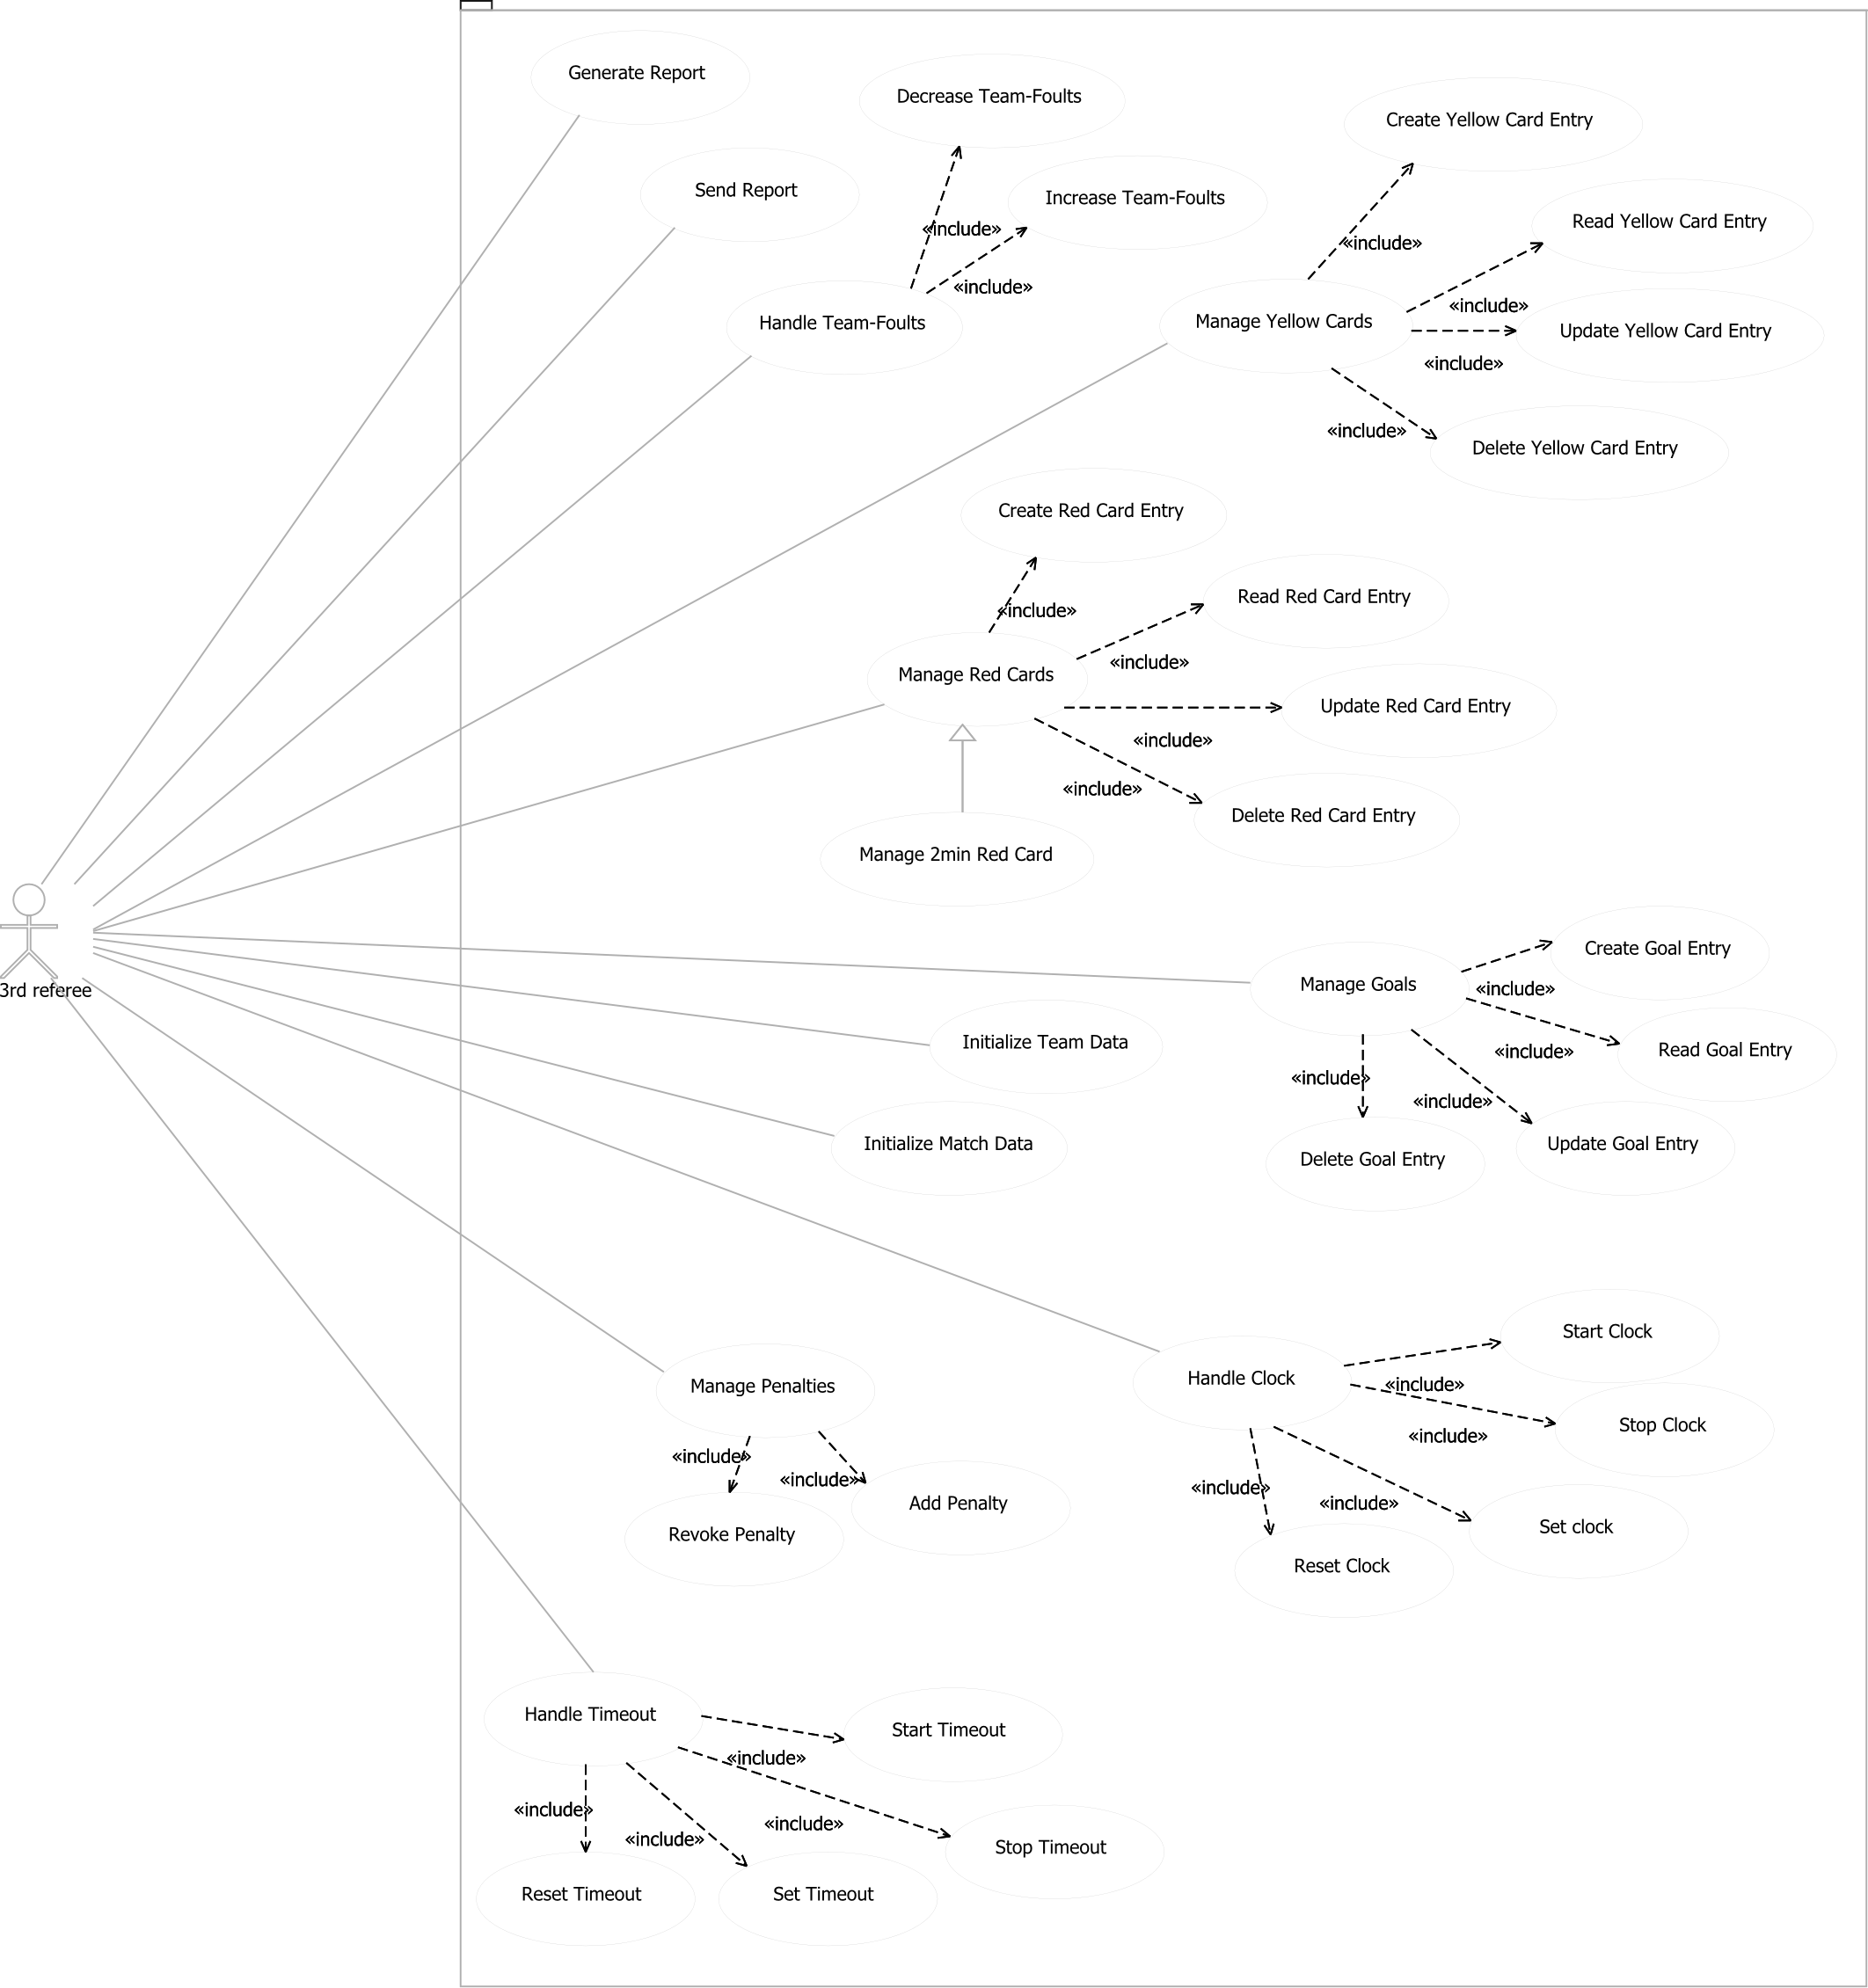 Generate Report
Decrease Team-Foults
Create Yellow Card Entry
Send Report
Increase Team-Foults
Read Yellow Card Entry
«include»
«include»
«include»
«include»
Handle Team-Foults
Manage Yellow Cards
Update Yellow Card Entry
«include»
«include»
Delete Yellow Card Entry
Create Red Card Entry
Read Red Card Entry
«include»
«include»
Manage Red Cards
Update Red Card Entry
«include»
«include»
Delete Red Card Entry
Manage 2min Red Card
Create Goal Entry
Manage Goals
«include»
3rd referee
Initialize Team Data
Read Goal Entry
«include»
«include»
«include»
Initialize Match Data
Update Goal Entry
Delete Goal Entry
Start Clock
Handle Clock
Manage Penalties
«include»
Stop Clock
«include»
«include»
«include»
«include»
«include»
Add Penalty
Set clock
Revoke Penalty
Reset Clock
Handle Timeout
Start Timeout
«include»
«include»
«include»
«include»
Stop Timeout
Reset Timeout
Set Timeout